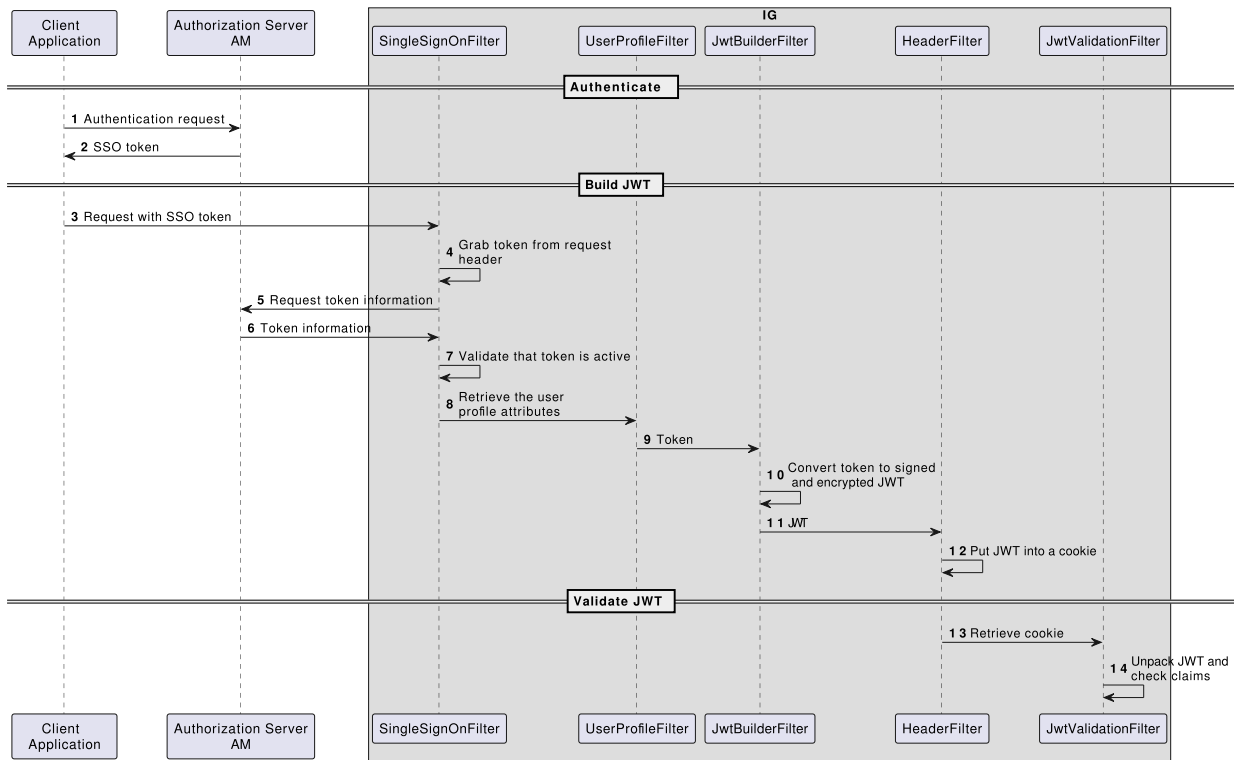 IG
Client
Application
Authorization Server
AM
SingleSignOnFilter
UserProfileFilter
JwtBuilderFilter
HeaderFilter
JwtValidationFilter
Authenticate
1 Authentication request
2 SSO token
Build JWT
3 Request with SSO token
4 Grab token from request
header
5 Request token information
6 Token information
7 Validate that token is active
8 Retrieve the user
profile attributes
9 Token
10 Convert token to signed
and encrypted JWT
11 JWT
12 Put JWT into a cookie
Validate JWT
13 Retrieve cookie
14 Unpack JWT and
check claims
Client
Application
Authorization Server
AM
SingleSignOnFilter
UserProfileFilter
JwtBuilderFilter
HeaderFilter
JwtValidationFilter